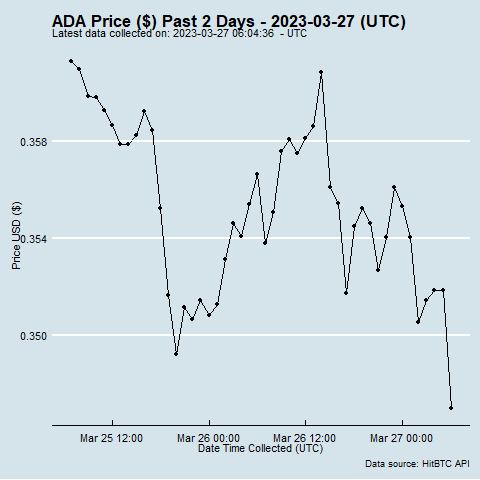 ADA Price ($) Past 2 Days - 2023-03-27 (UTC)
Latest data collected on: 2023-03-27 06:04:36 - UTC
0.358
0.354
0.350
Price USD ($)
Mar 25 12:00
Mar 26 00:00
Mar 26 12:00
Mar 27 00:00
Date Time Collected (UTC)
Data source: HitBTC API